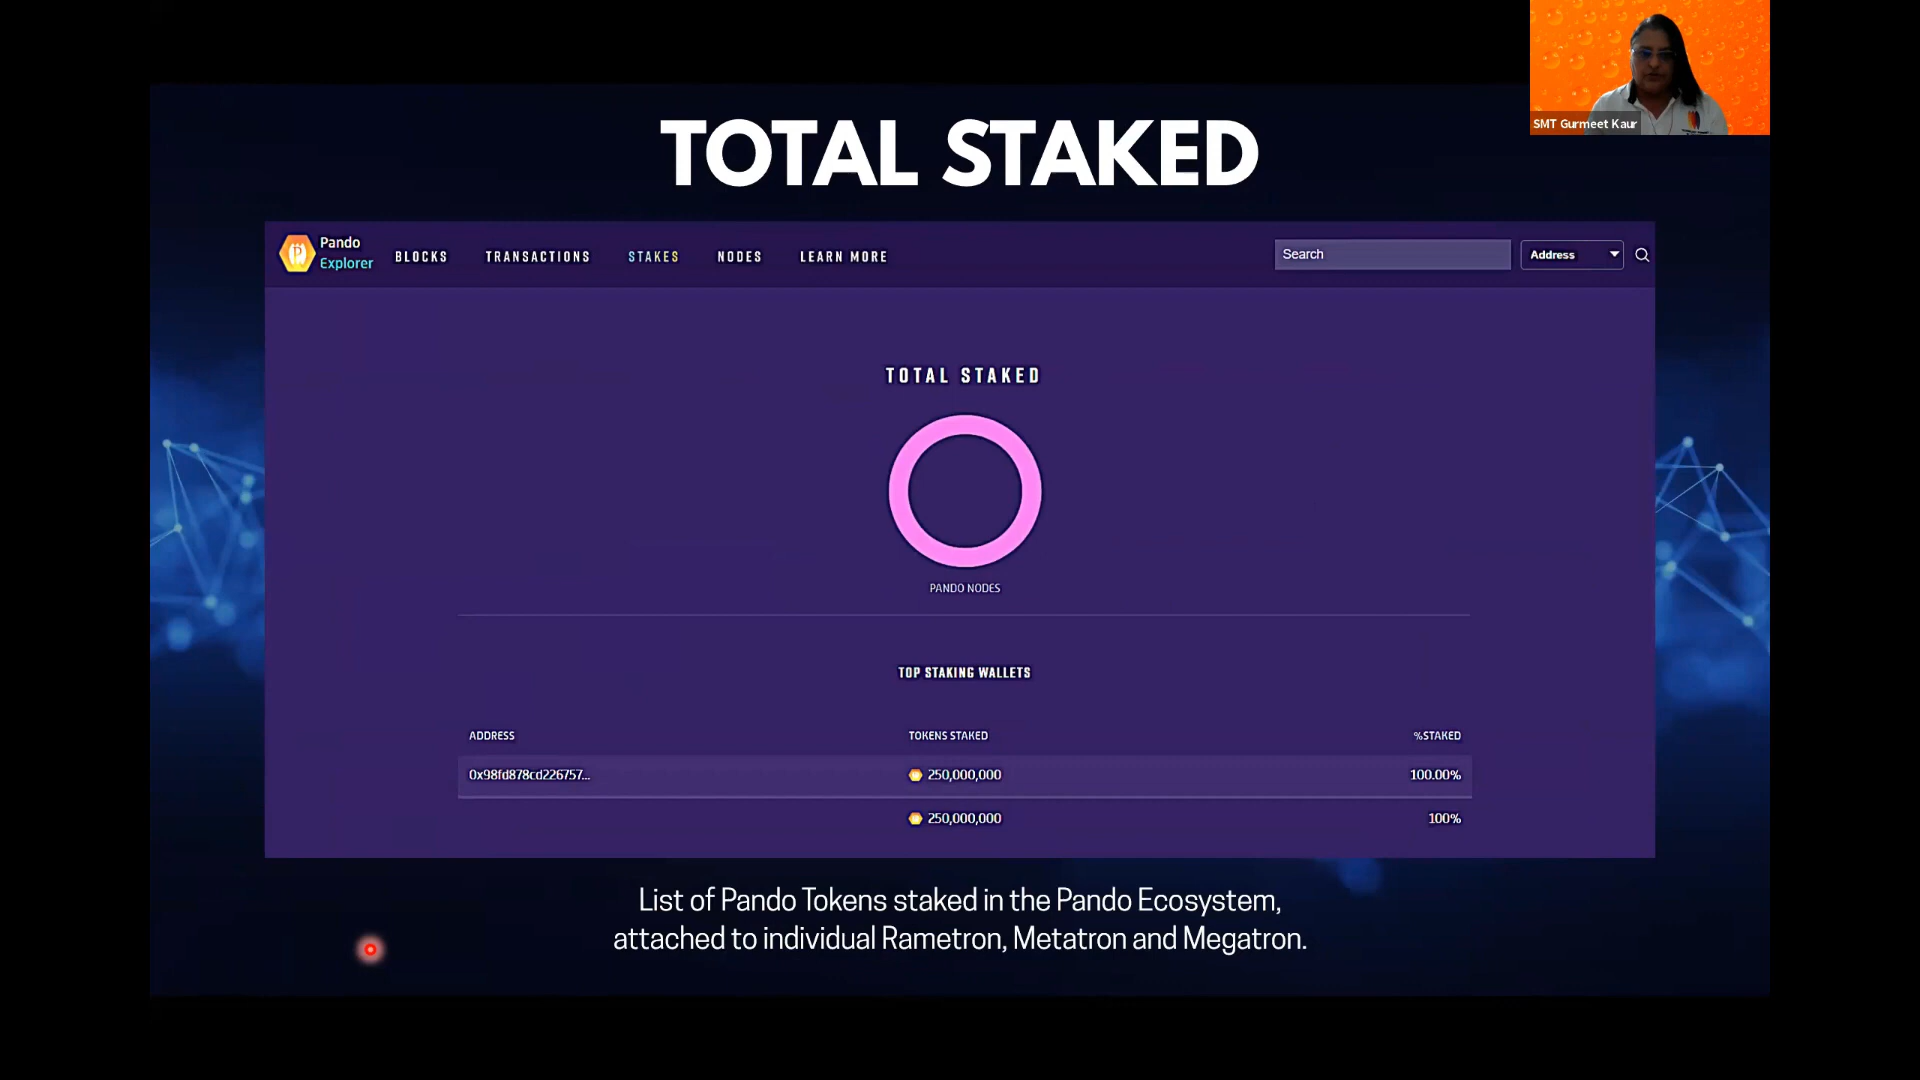 SMT Gurmeet Kaur
TOTAL STAKED
Pando
Explorer
BLOCKS TRANSACTIONS STAKES NODES LEARN MORE
Search
Address
TOTAL STAKED
PANDO NODES
TOP STAKING WALLETS
ADDRESS TOKENS STAKED %STAKED
0x98fd878cd226757... 250,000,000 100.00%
250,000,000 100%
List of Pando Tokens staked in the Pando Ecosystem,
attached to individual Rametron, Metatron and Megatron.